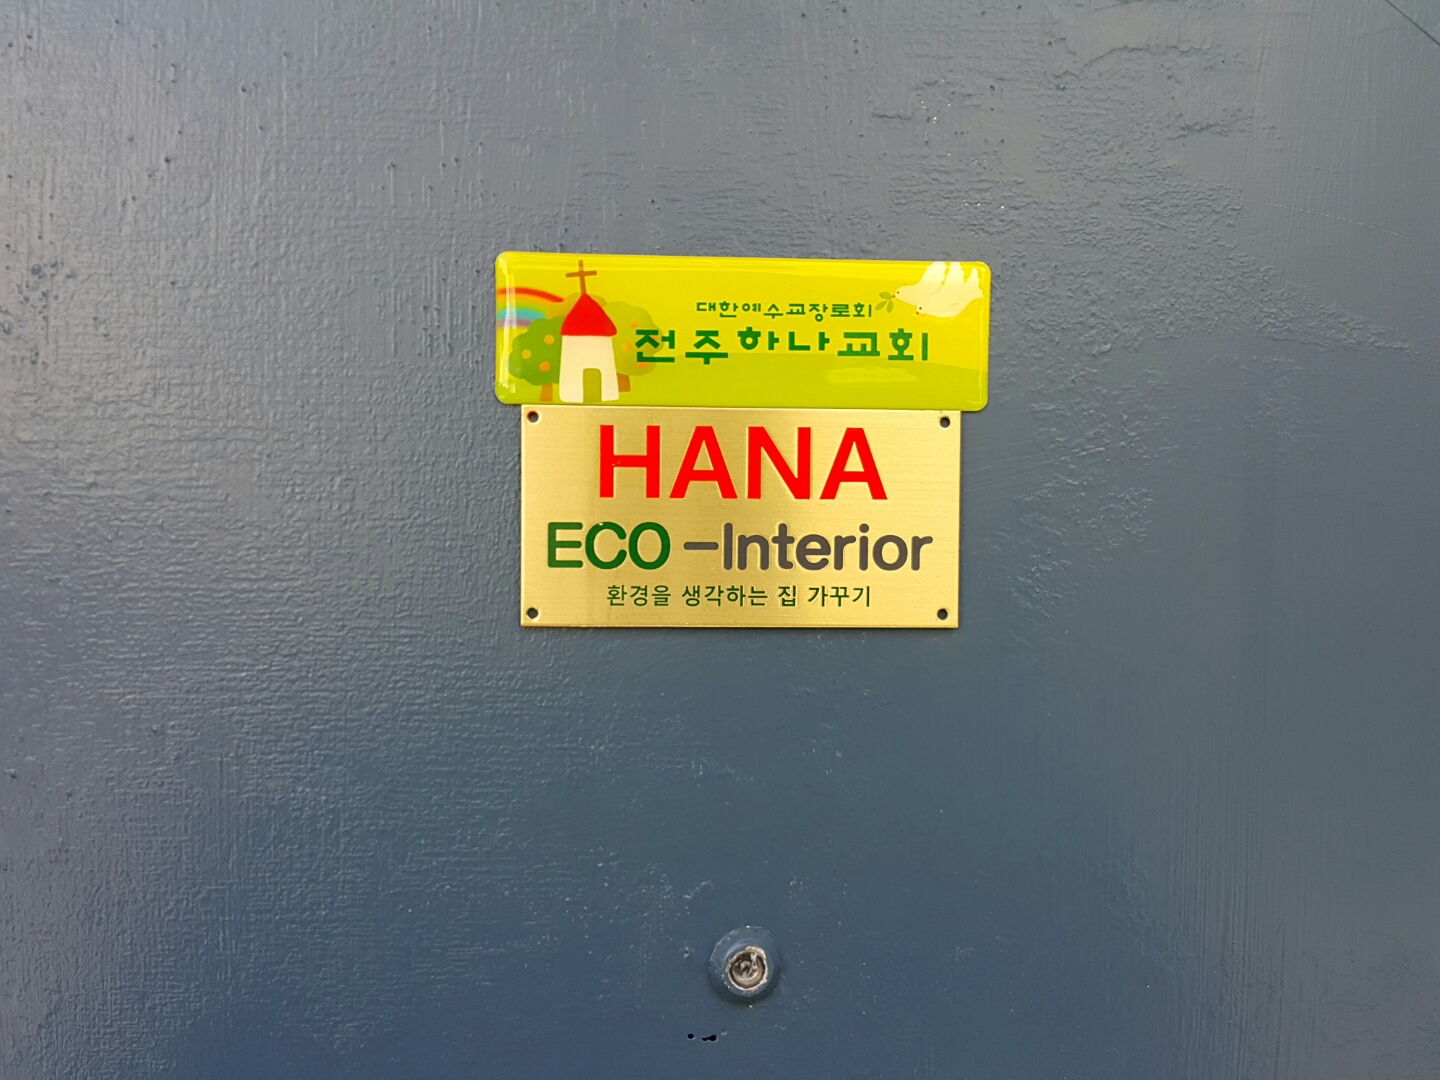 대한예수교장로회
전주하나교회
HANA
ECO-Interior
환경을 생각하는 집 가꾸기